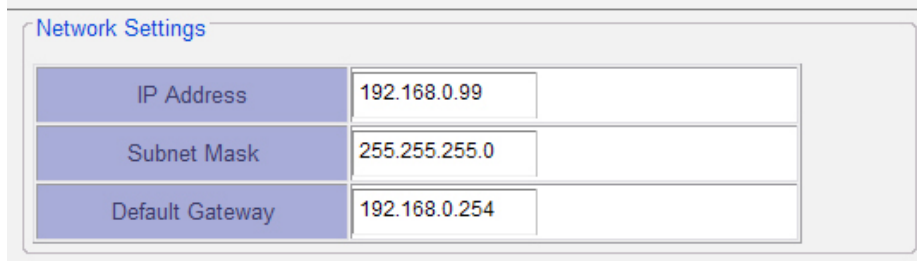 Network Settings
IP Address 192.168.0.99
Subnet Mask 255.255.255.0
Default Gateway 192.168.0.254